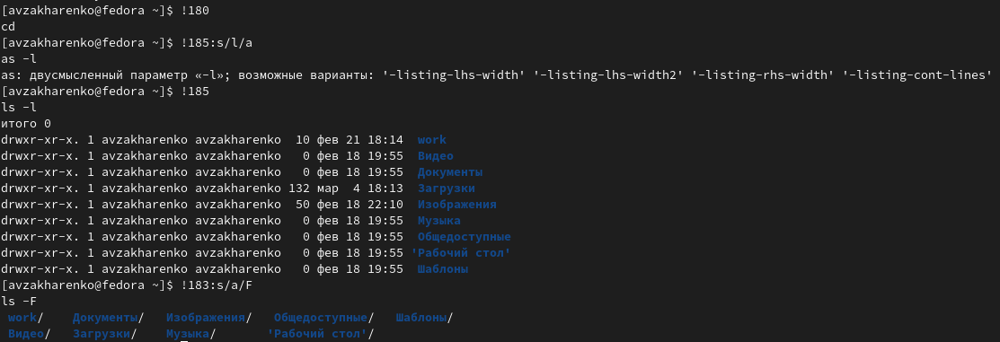 [avzakharenko@fedora ~]$ !180
cd
[avzakharenko@fedora ~]$ !185:s/l/a
as -l
as: двусмысленный параметр «-l»; возможные варианты: '-listing-lhs-width' '-listing-lhs-width2' '-listing-rhs-width' '-listing-cont-lines'
[avzakharenko@fedora ~]$ !185
ls -l
итого 0
drwxr-xr-x. 1 avzakharenko avzakharenko  10 фев 21 18:14  work
drwxr-xr-x. 1 avzakharenko avzakharenko   0 фев 18 19:55  Видео
drwxr-xr-x. 1 avzakharenko avzakharenko   0 фев 18 19:55  Документы
drwxr-xr-x. 1 avzakharenko avzakharenko 132 мар  4 18:13  Загрузки
drwxr-xr-x. 1 avzakharenko avzakharenko  50 фев 18 22:10  Изображения
drwxr-xr-x. 1 avzakharenko avzakharenko   0 фев 18 19:55  Музыка
drwxr-xr-x. 1 avzakharenko avzakharenko   0 фев 18 19:55  Общедоступные
drwxr-xr-x. 1 avzakharenko avzakharenko   0 фев 18 19:55 'Рабочий стол'
drwxr-xr-x. 1 avzakharenko avzakharenko   0 фев 18 19:55  Шаблоны
[avzakharenko@fedora ~]$ !183:s/a/F
ls -F
work/    Документы/   Изображения/   Общедоступные/   Шаблоны/
Видео/   Загрузки/    Музыка/       'Рабочий стол'/